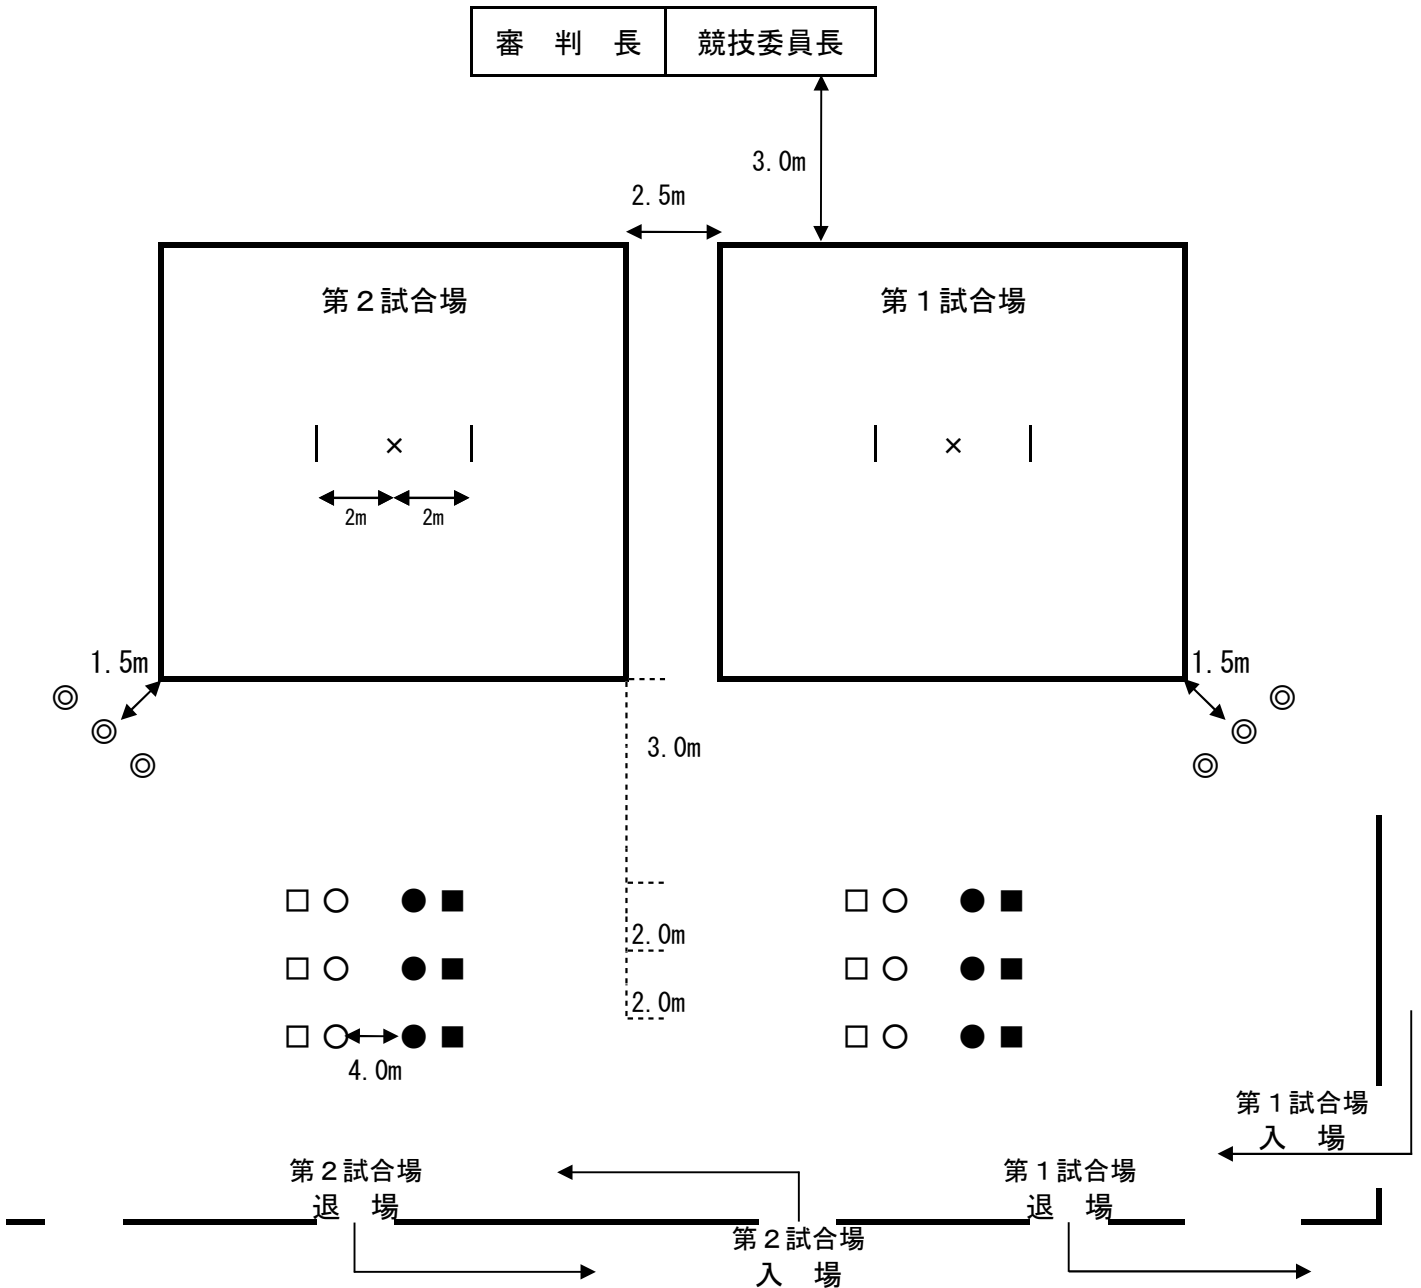 審　判　長　競技委員長
3.0m
2.5m
第２試合場　第１試合場
×　×
2m　2m
1.5m　1.5m
3.0m
2.0m
2.0m
4.0m
第１試合場
入　場
第２試合場
退　場
第１試合場
退　場
第２試合場
入　場